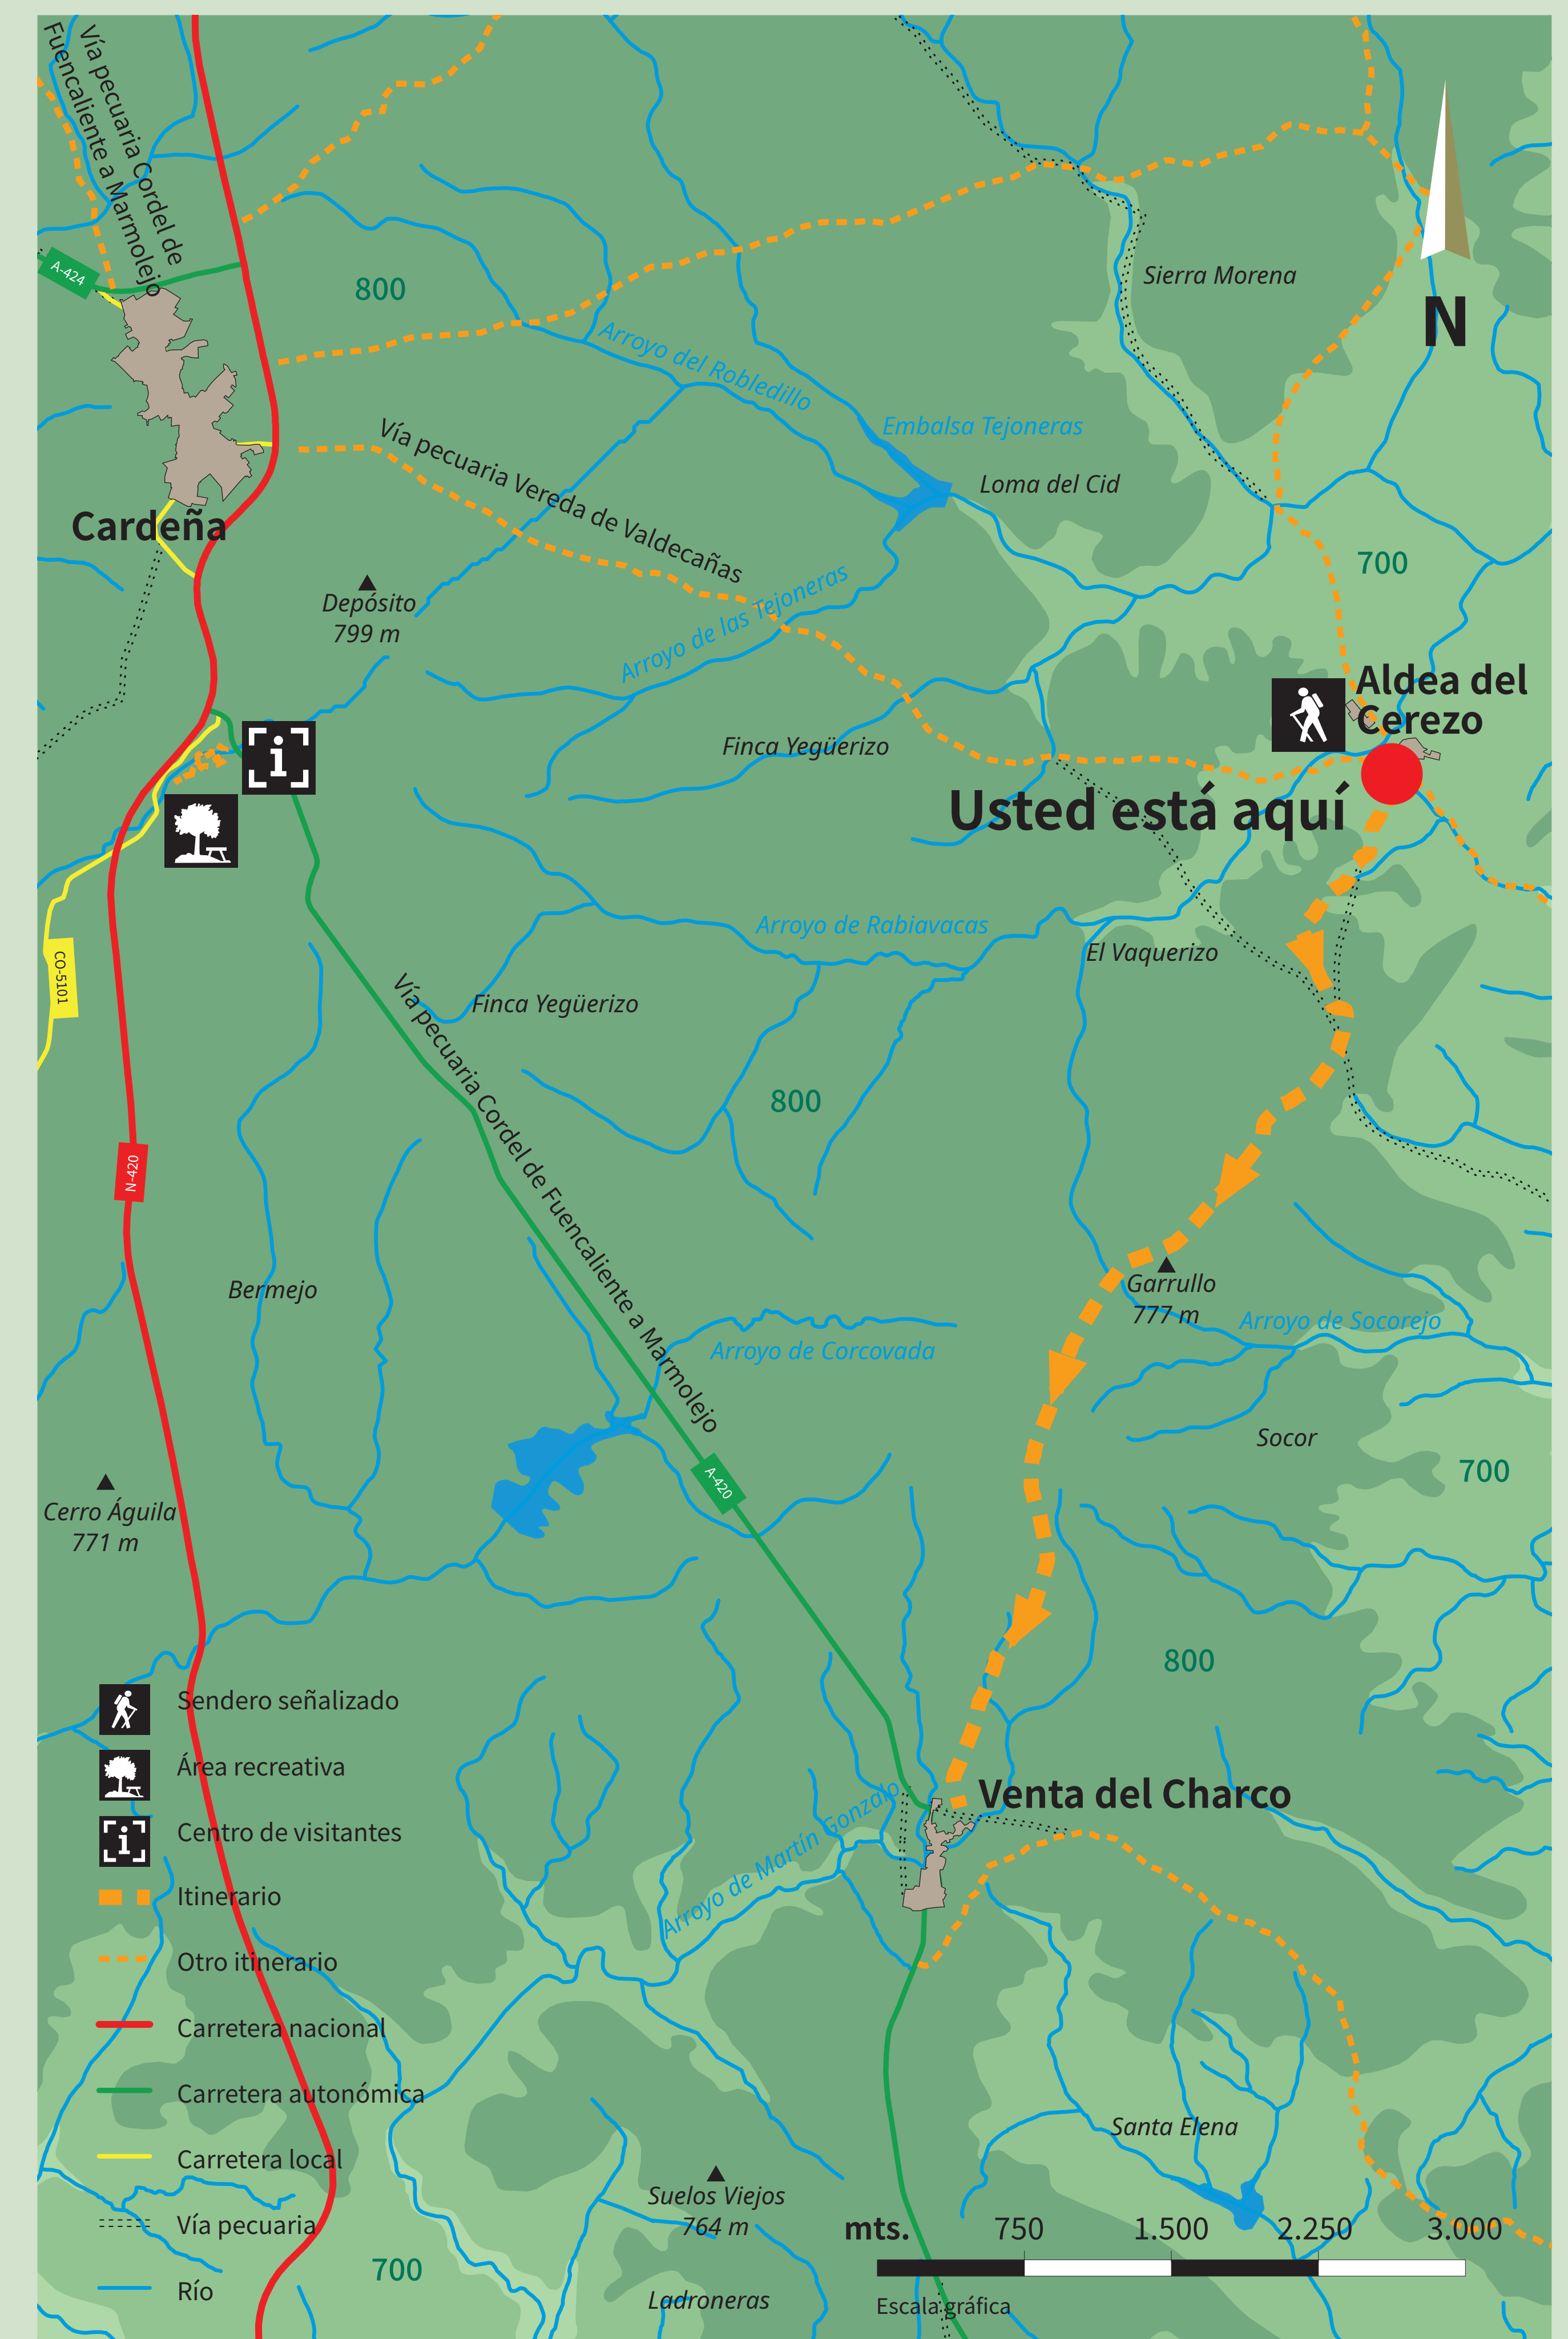 Vía pecuaria Cordel de
Fuencaliente a Marmolejo
A-424
800
Sierra Morena
N
Arroyo del Robledillo
Embalsa Tejoneras
Vía pecuaria Vereda de Valdecañas
Loma del Cid
Cardeña
700
Depósito
799 m
Arroyo de las Tejoneras
Aldea del
Cerezo
Finca Yegüerizo
Usted está aquí
Arroyo de Rabiavacas
El Vaquerizo
CO-5101
Finca Yegüerizo
Vía pecuaria Cordel de Fuencaliente a Marmolejo
800
N-420
Bermejo
Garrullo
777 m
Arroyo de Socorejo
Arroyo de Corcovada
Socor
700
A-420
Cerro Águila
771 m
800
Sendero señalizado
Área recreativa
Centro de visitantes
Itinerario
Otro itinerario
Carretera nacional
Carretera autonómica
Carretera local
Vía pecuaria
Río
Venta del Charco
Arroyo de Martín Gonzalo
Santa Elena
Suelos Viejos
764 m
700
Ladroneras
mts. 750 1.500 2.250 3.000
Escala gráfica